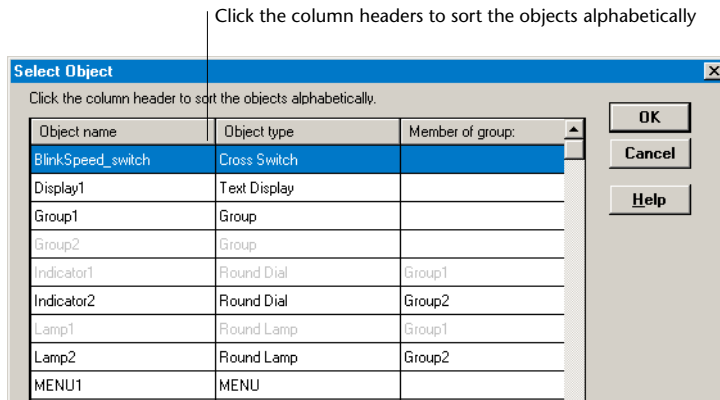 Click the column headers to sort the objects alphabetically
Select Object
Click the column header to sort the objects alphabetically.
Object name Object type Member of group:
BlinkSpeed_switch Cross Switch
Display1 Text Display
Group1 Group
Group2 Group
Indicator1 Round Dial Group1
Indicator2 Round Dial Group2
Lamp1 Round Lamp Group1
Lamp2 Round Lamp Group2
MENU1 MENU
OK
Cancel
Help